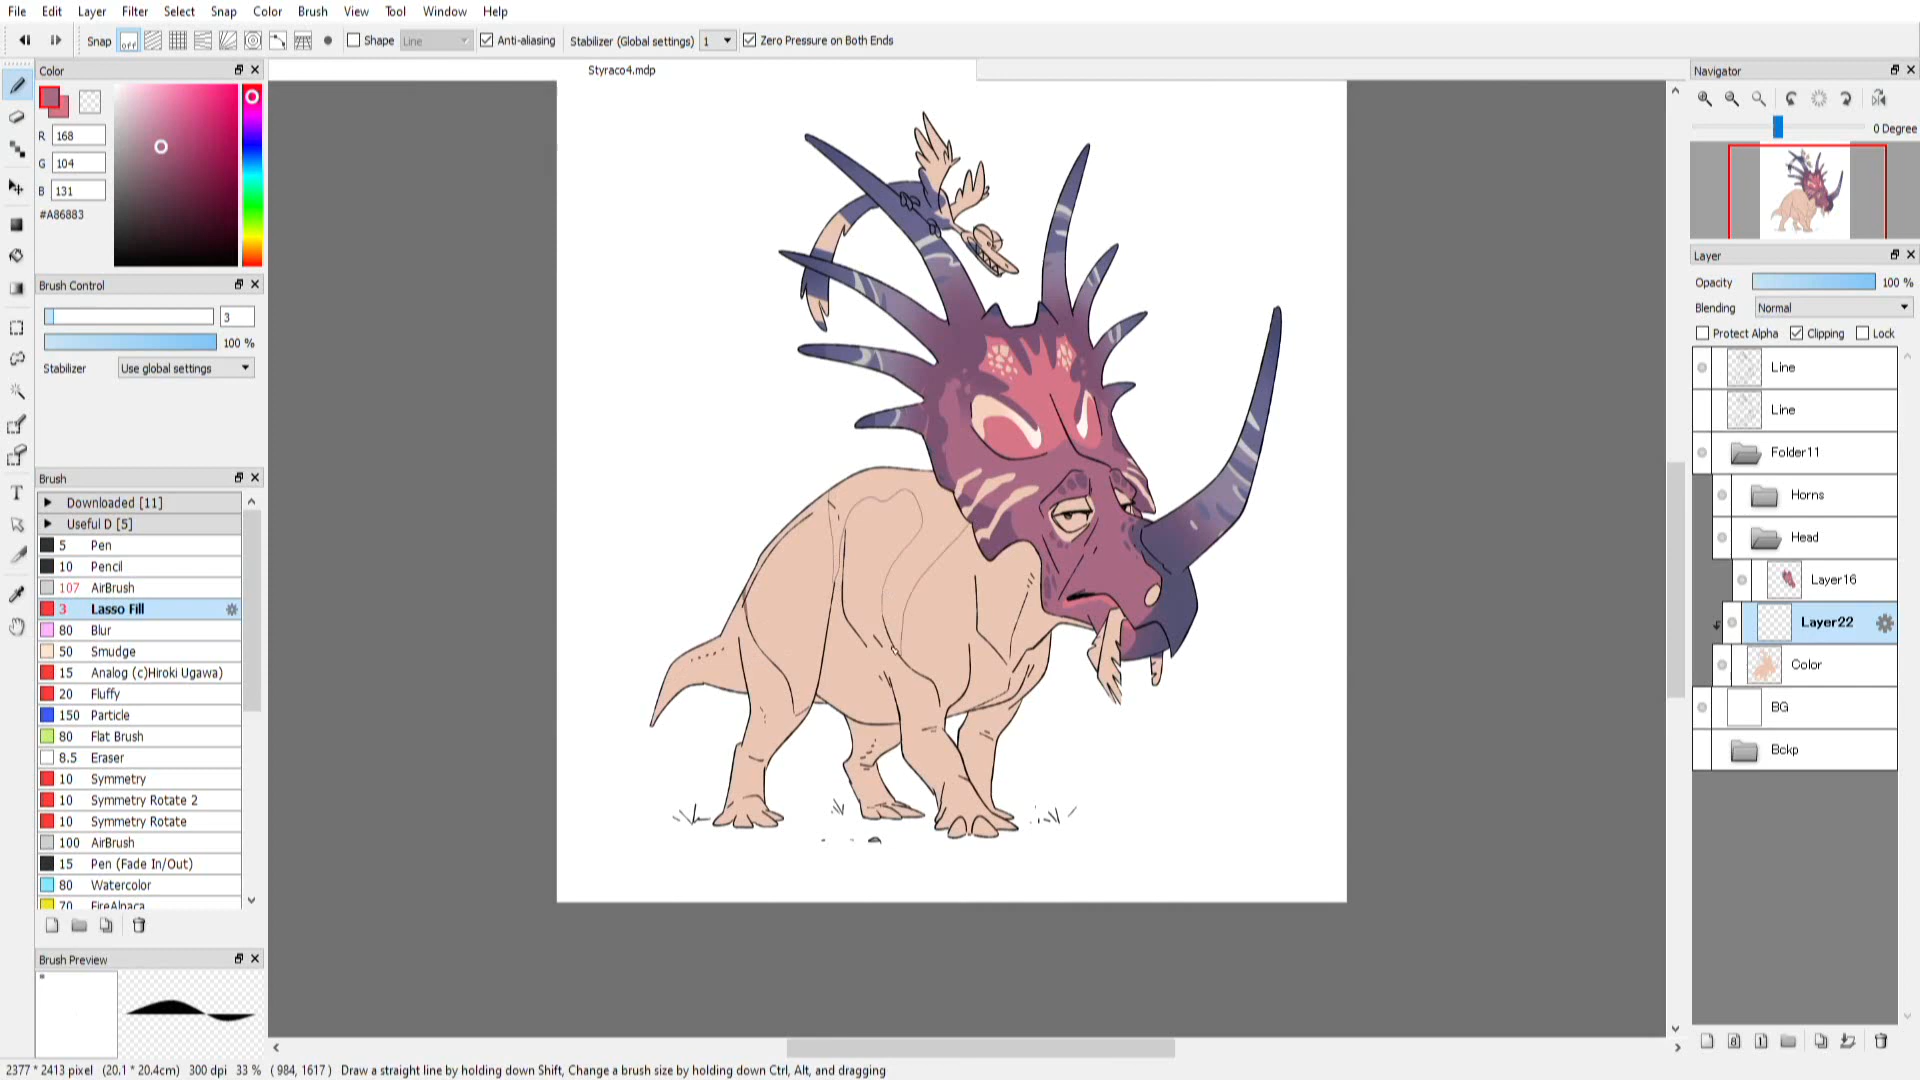 File Edit Layer Filter Select Snap Color Brush View Tool Window Help
Snap off Shape Line Anti-aliasing Stabilizer (Global settings) 1 Zero Pressure on Both Ends
Color
Styraco4.mdp
Navigator
R 168
G 104
B 131
#A86883
0 Degree
Layer
Opacity 100 %
Blending Normal
Protect Alpha Clipping Lock
Line
Line
Folder11
Horns
Head
Layer16
Layer22
Color
BG
Bckp
Brush Control
3
100 %
Stabilizer Use global settings
Brush
Downloaded [11]
Useful D [5]
5 Pen
10 Pencil
107 AirBrush
3 Lasso Fill
80 Blur
50 Smudge
15 Analog (c)Hiroki Ugawa)
20 Fluffy
150 Particle
80 Flat Brush
8.5 Eraser
10 Symmetry
10 Symmetry Rotate 2
10 Symmetry Rotate
100 AirBrush
15 Pen (Fade In/Out)
80 Watercolor
70 FireAlpaca
Brush Preview
2377 * 2413 pixel (20.1 * 20.4cm) 300 dpi 33 % ( 984, 1617 ) Draw a straight line by holding down Shift, Change a brush size by holding down Ctrl, Alt, and dragging